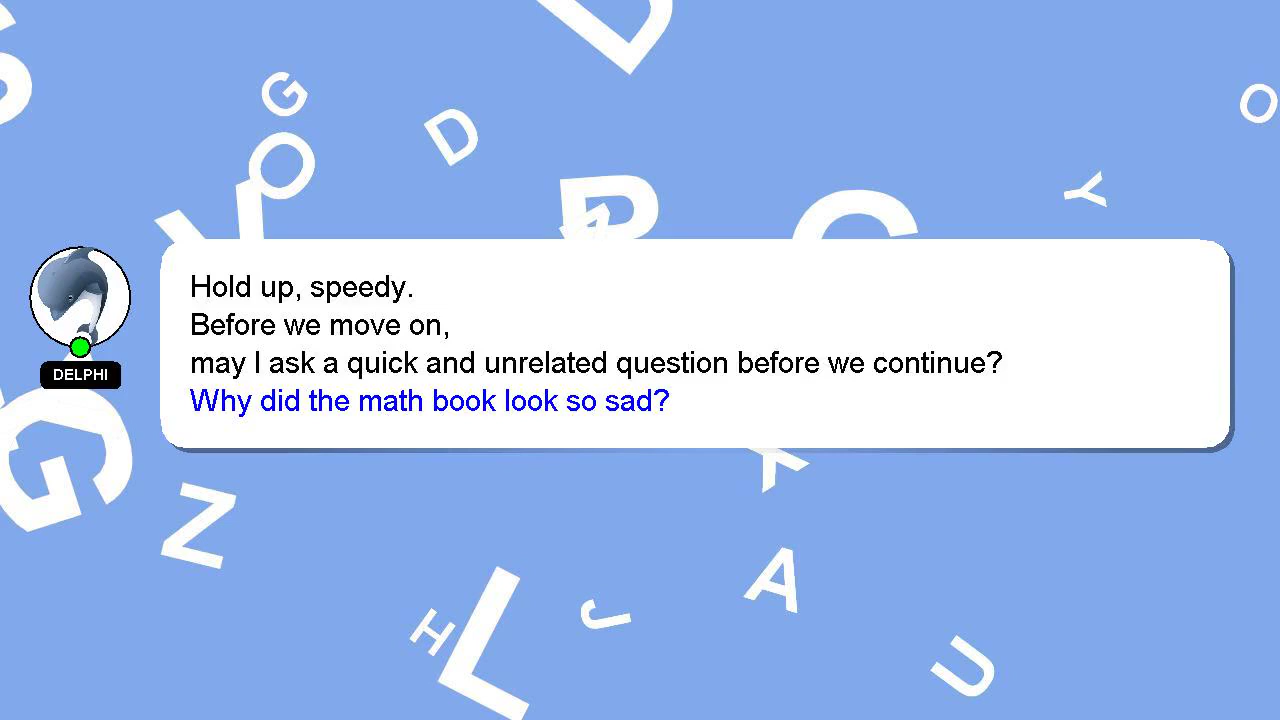 S
G
D
D
O
O
V
P
A
C
Y
Hold up, speedy.
Before we move on,
may I ask a quick and unrelated question before we continue?
Why did the math book look so sad?
DELPHI
G
Z
X
A
L
H
J
U